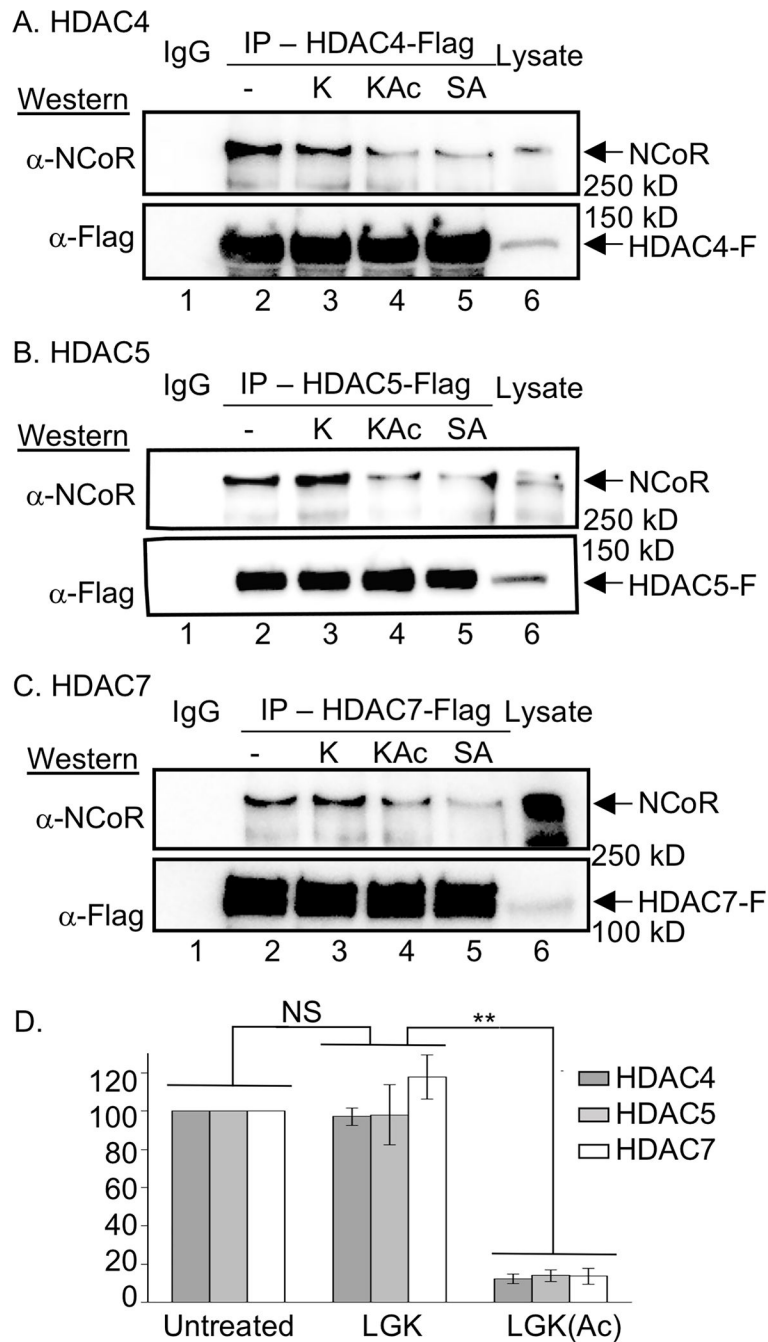 A. HDAC4
IgG
IP – HDAC4-Flag
Lysate
Western
- K KAc SA
α-NCoR
NCoR
250 kD
150 kD
α-Flag
HDAC4-F
1 2 3 4 5 6
B. HDAC5
IgG
IP – HDAC5-Flag
Lysate
Western
- K KAc SA
α-NCoR
NCoR
250 kD
150 kD
α-Flag
HDAC5-F
1 2 3 4 5 6
C. HDAC7
IgG
IP – HDAC7-Flag
Lysate
Western
- K KAc SA
α-NCoR
NCoR
250 kD
α-Flag
HDAC7-F
100 kD
1 2 3 4 5 6
D.
NS
**
120
100
80
60
40
20
0
HDAC4
HDAC5
HDAC7
Untreated
LGK
LGK(Ac)